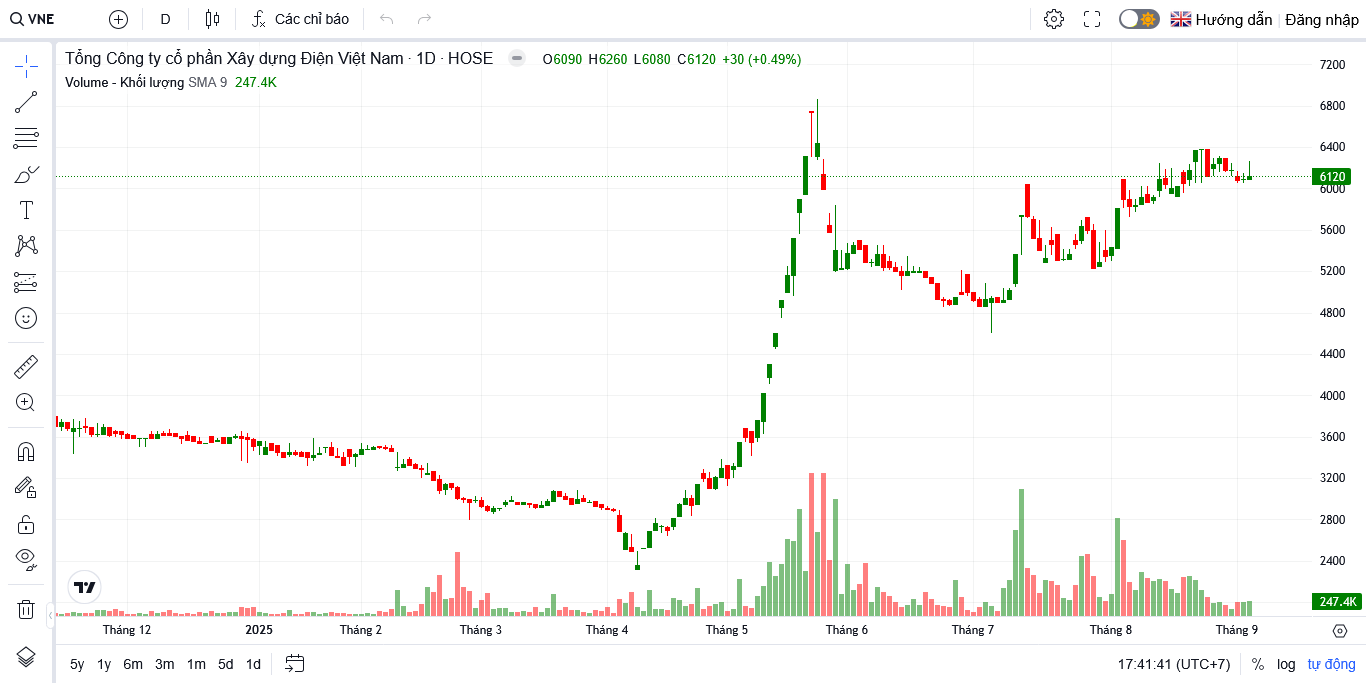 VNE D Các chỉ báo Hướng dẫn Đăng nhập
Tổng Công ty cổ phần Xây dựng Điện Việt Nam · 1D · HOSE O6090 H6260 L6080 C6120 +30 (+0.49%)
Volume - Khối lượng SMA 9 247.4K
7200
6800
6400
6120
6000
5600
5200
4800
4400
4000
3600
3200
2800
2400
247.4K
Tháng 12 2025 Tháng 2 Tháng 3 Tháng 4 Tháng 5 Tháng 6 Tháng 7 Tháng 8 Tháng 9
5y 1y 6m 3m 1m 5d 1d 17:41:41 (UTC+7) % log tự động